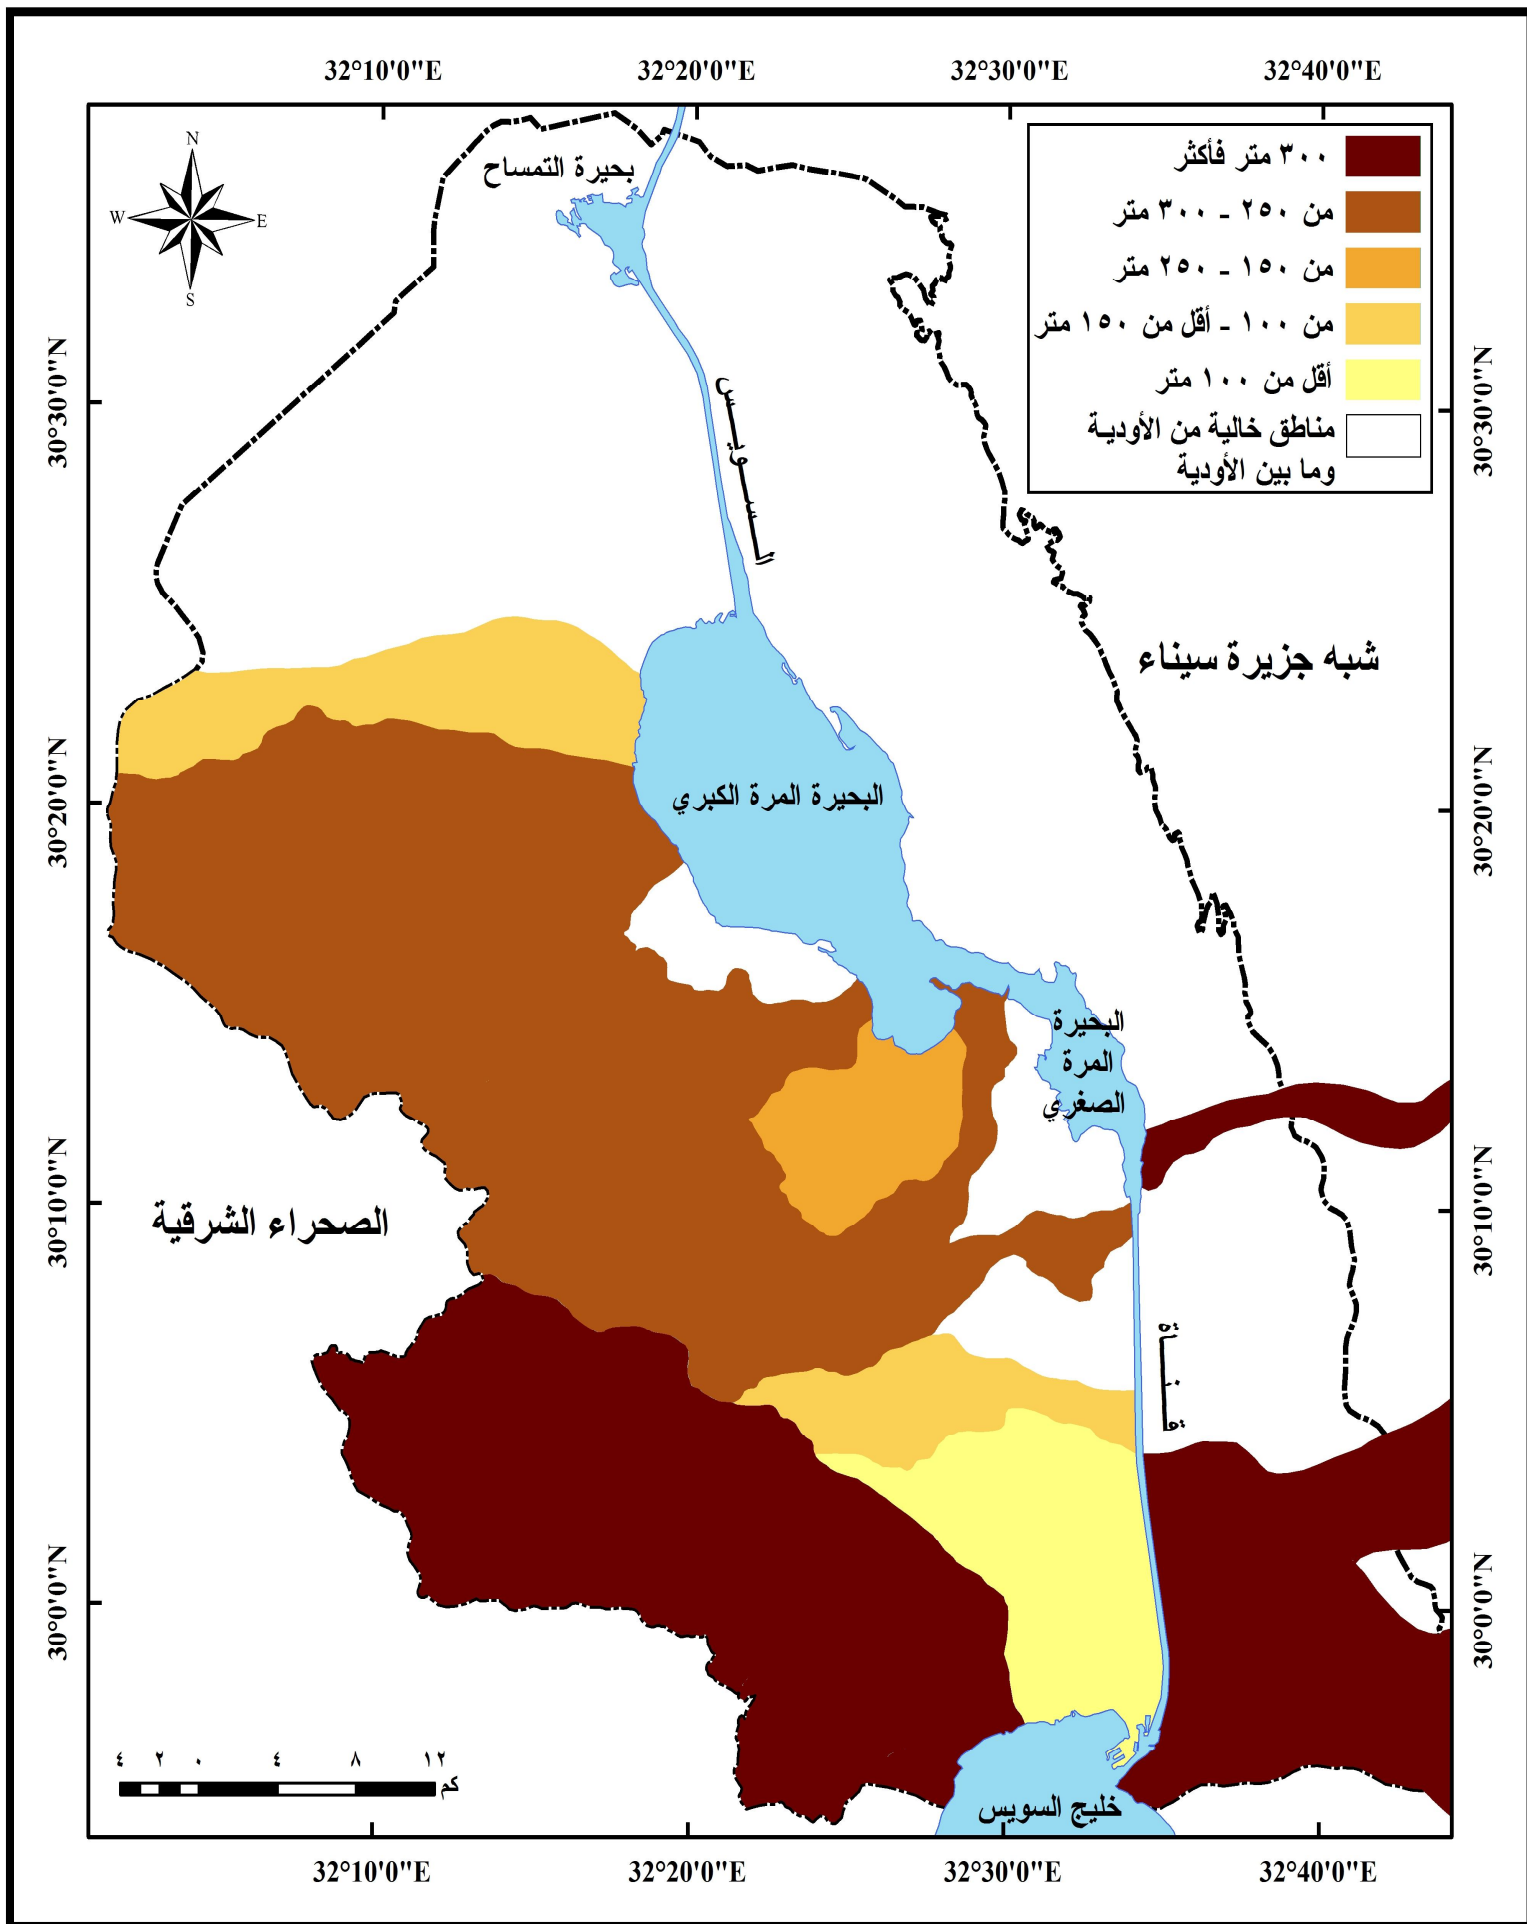 32°10'0"E
32°20'0"E
32°30'0"E
32°40'0"E
N
W
E
S
بحيرة التمساح
٣٠٠ متر فأكثر
من ٢٥٠ - ٣٠٠ متر
من ١٥٠ - ٢٥٠ متر
من ١٠٠ - أقل من ١٥٠ متر
أقل من ١٠٠ متر
مناطق خالية من الأودية
وما بين الأودية
30°30'0"N
30°30'0"N
السويس
شبه جزيرة سيناء
30°20'0"N
30°20'0"N
البحيرة المرة الكبري
البحيرة
المرة
الصغري
30°10'0"N
30°10'0"N
الصحراء الشرقية
قناة
30°0'0"N
30°0'0"N
٤ ٢ ٠ ٤ ٨ ١٢
كم
خليج السويس
32°10'0"E
32°20'0"E
32°30'0"E
32°40'0"E